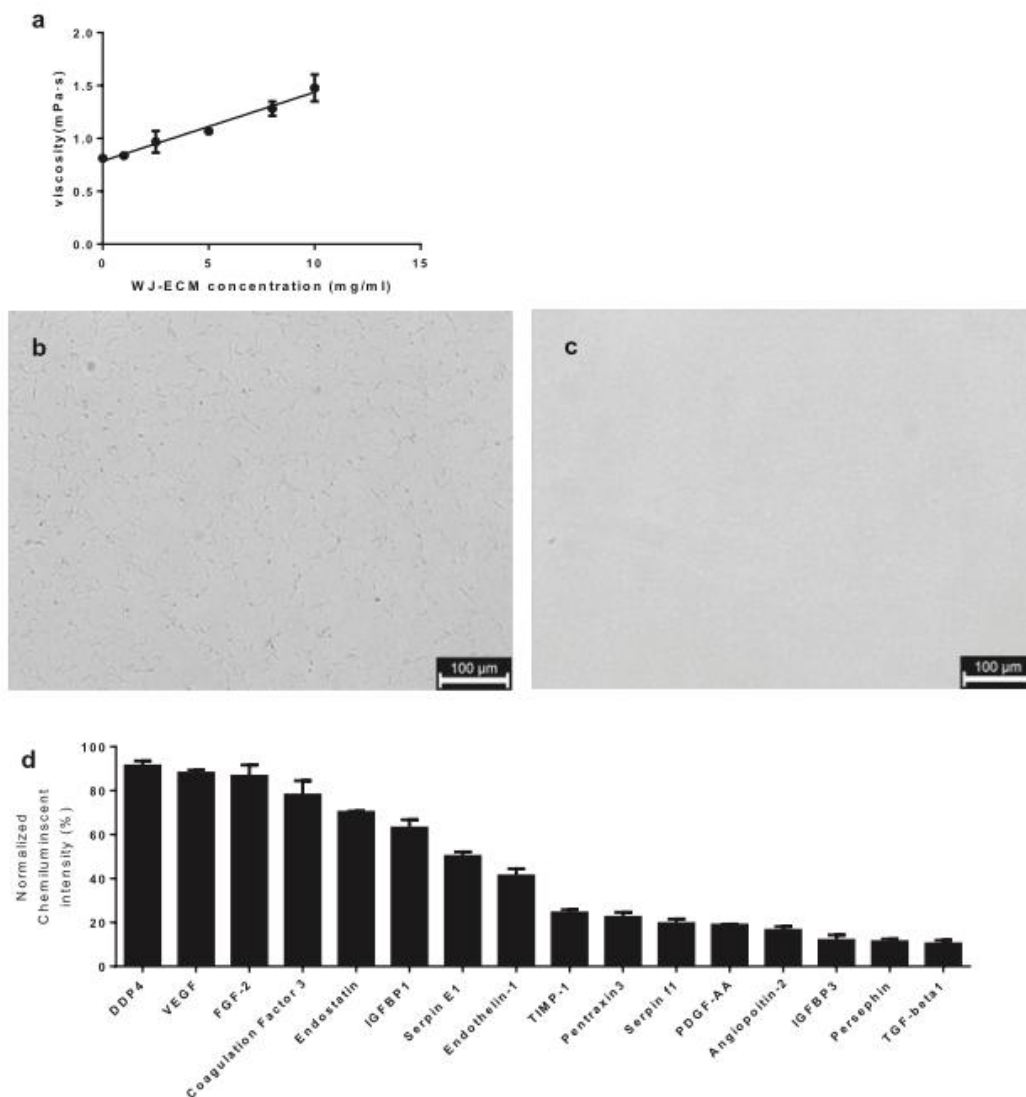 a
2.0
1.5
1.0
0.5
0.0
viscosity(mPa·s)
0 5 10 15
WJ-ECM concentration (mg/ml)
b
100 µm
c
100 µm
d
100
80
60
40
20
0
Normalized
Chemiluminscent
intensity (%)
DDP4
VEGF
FGF-2
Coagulation Factor 3
Endostatin
IGFBP1
Serpin E1
Endothelin-1
TIMP-1
Pentraxin3
Serpin f1
PDGF-AA
Angiopoitin-2
IGFBP3
Persephin
TGF-beta1